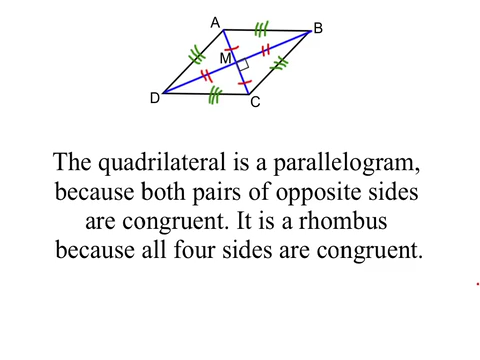 A
B
M
D
C
The quadrilateral is a parallelogram,
because both pairs of opposite sides
are congruent. It is a rhombus
because all four sides are congruent.